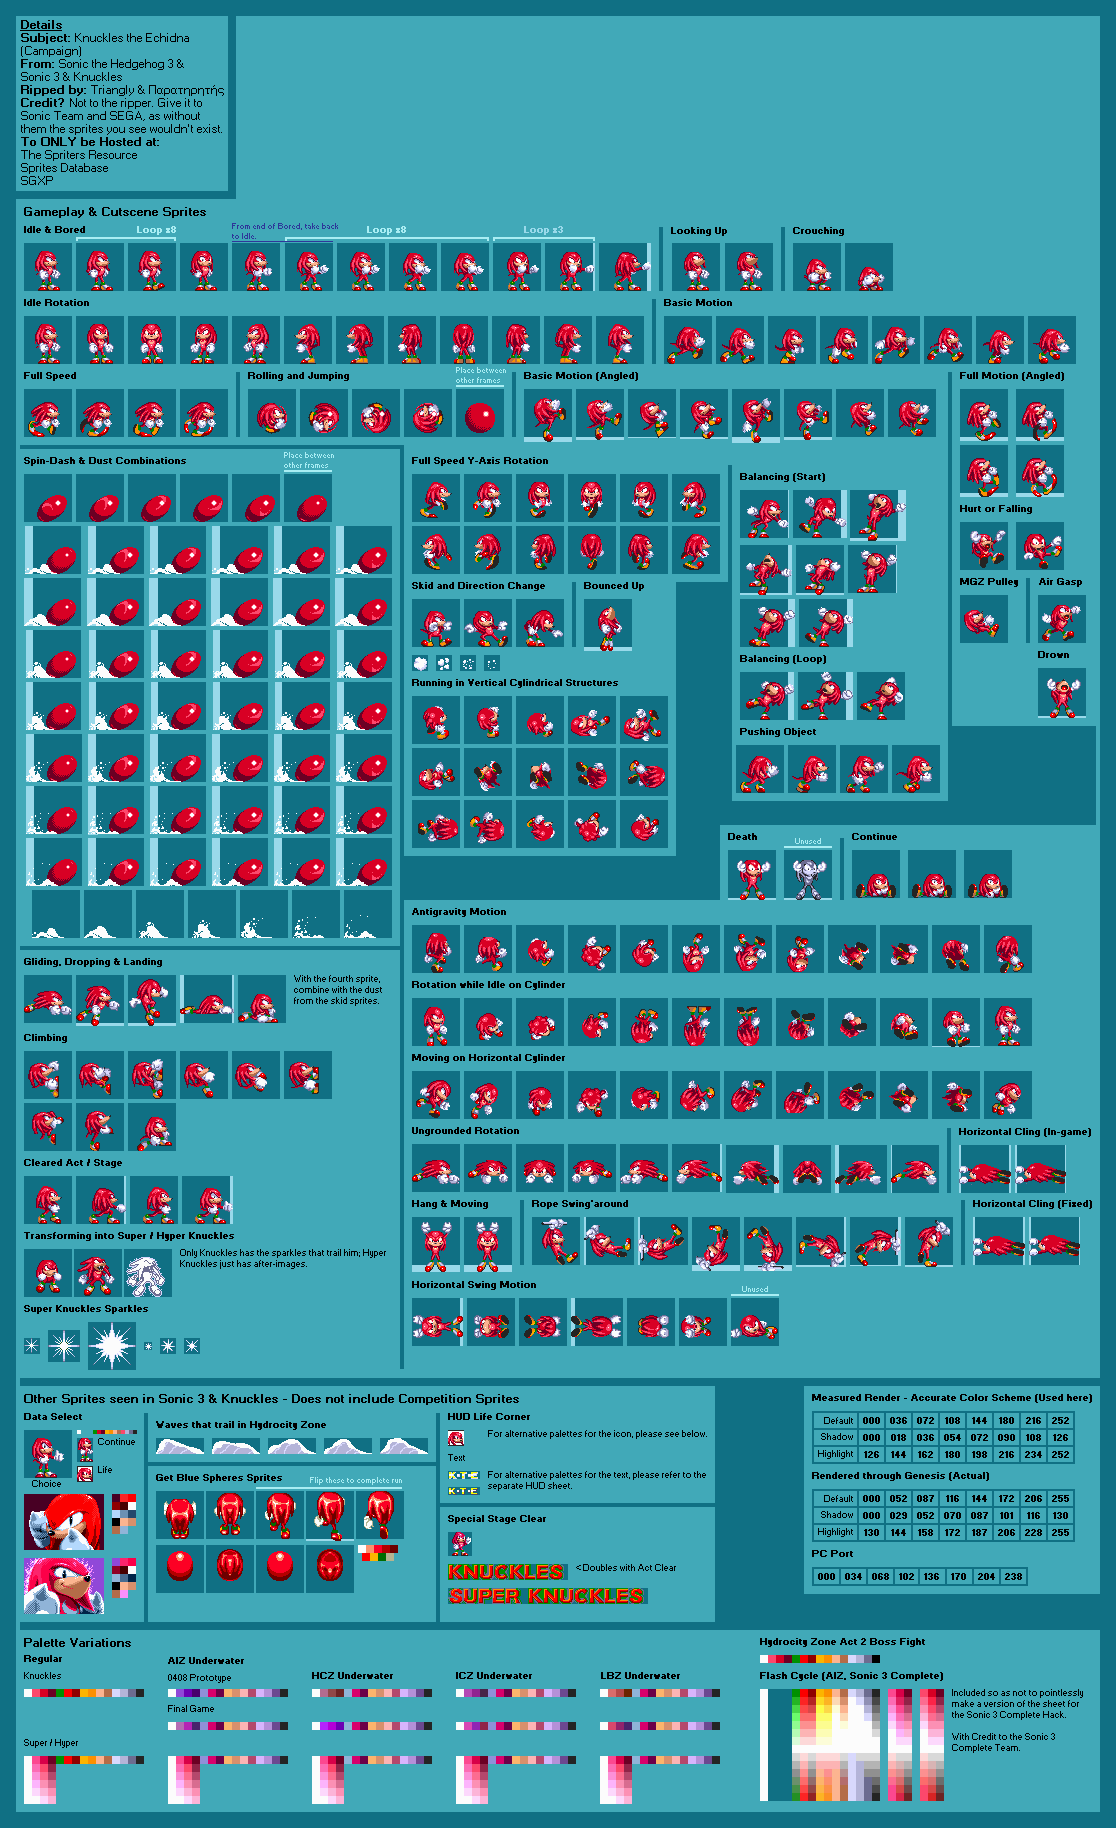 Details
Subject: Knuckles the Echidna
(Campaign)
From: Sonic the Hedgehog 3 &
Sonic 3 & Knuckles
Ripped by: Triangly & Παρατηρητής
Credit? Not to the ripper. Give it to
Sonic Team and SEGA, as without
them the sprites you see wouldn't exist.
To ONLY be Hosted at:
The Spriters Resource
Sprites Database
SGXP
Gameplay & Cutscene Sprites
Idle & Bored
Loop x8
From end of Bored, take back
to Idle.
Loop x8
Loop x3
Looking Up
Crouching
Idle Rotation
Basic Motion
Full Speed
Rolling and Jumping
Place between
other frames
Basic Motion (Angled)
Full Motion (Angled)
Spin-Dash & Dust Combinations
Place between
other frames
Full Speed Y-Axis Rotation
Balancing (Start)
Hurt or Falling
Skid and Direction Change
Bounced Up
MGZ Pulley
Air Gasp
Drown
Balancing (Loop)
Running in Vertical Cylindrical Structures
Pushing Object
Death
Unused
Continue
Antigravity Motion
Gliding, Dropping & Landing
With the fourth sprite,
combine with the dust
from the skid sprites.
Rotation while Idle on Cylinder
Climbing
Moving on Horizontal Cylinder
Ungrounded Rotation
Horizontal Cling (In-game)
Cleared Act / Stage
Hang & Moving
Rope Swing'around
Horizontal Cling (Fixed)
Transforming into Super / Hyper Knuckles
Only Knuckles has the sparkles that trail him; Hyper
Knuckles just has after-images.
Horizontal Swing Motion
Unused
Super Knuckles Sparkles
Other Sprites seen in Sonic 3 & Knuckles - Does not include Competition Sprites
Data Select
Continue
Life
Choice
Waves that trail in Hydrocity Zone
Get Blue Spheres Sprites
Flip these to complete run
HUD Life Corner
For alternative palettes for the icon, please see below.
Text
K·T·E
K·T·E
For alternative palettes for the text, please refer to the
separate HUD sheet.
Special Stage Clear
KNUCKLES
<Doubles with Act Clear
SUPER KNUCKLES
Measured Render - Accurate Color Scheme (Used here)
Default 000 036 072 108 144 180 216 252
Shadow 000 018 036 054 072 090 108 126
Highlight 126 144 162 180 198 216 234 252
Rendered through Genesis (Actual)
Default 000 052 087 116 144 172 206 255
Shadow 000 029 052 070 087 101 116 130
Highlight 130 144 158 172 187 206 228 255
PC Port
000 034 068 102 136 170 204 238
Palette Variations
Regular
Knuckles
Super / Hyper
AIZ Underwater
0408 Prototype
Final Game
HCZ Underwater
ICZ Underwater
LBZ Underwater
Hydrocity Zone Act 2 Boss Fight
Flash Cycle (AIZ, Sonic 3 Complete)
Included so as not to pointlessly
make a version of the sheet for
the Sonic 3 Complete Hack.
With Credit to the Sonic 3
Complete Team.